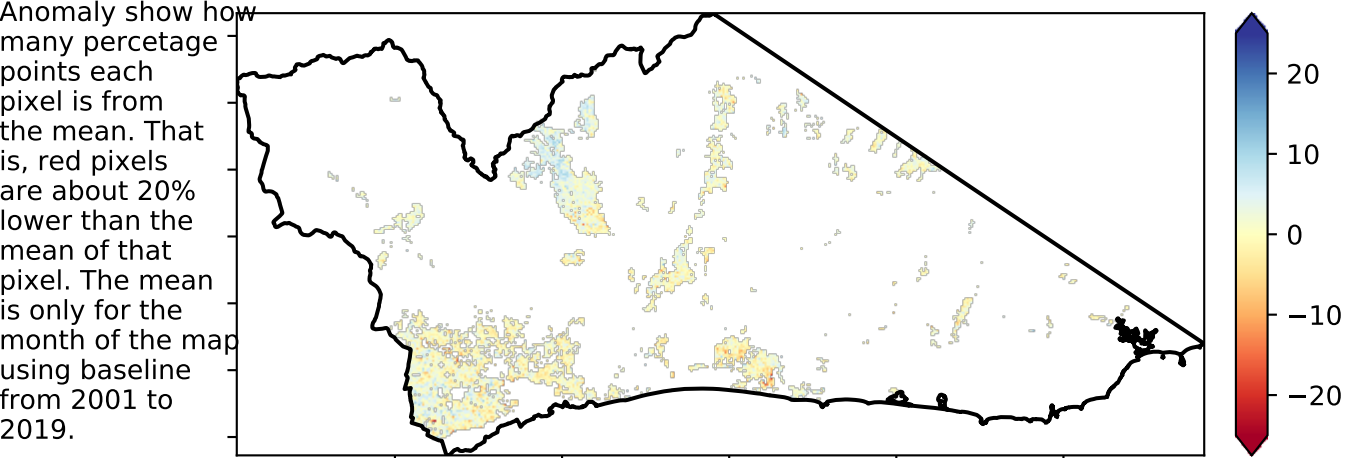 Anomaly show how
many percetage
points each
pixel is from
the mean. That
is, red pixels
are about 20%
lower than the
mean of that
pixel. The mean
is only for the
month of the map
using baseline
from 2001 to
2019.
20
10
0
−10
−20